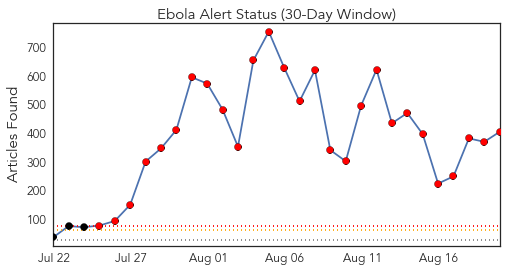 Ebola Alert Status (30-Day Window)
Articles Found
700
600
500
400
300
200
100
Jul 22
Jul 27
Aug 01
Aug 06
Aug 11
Aug 16